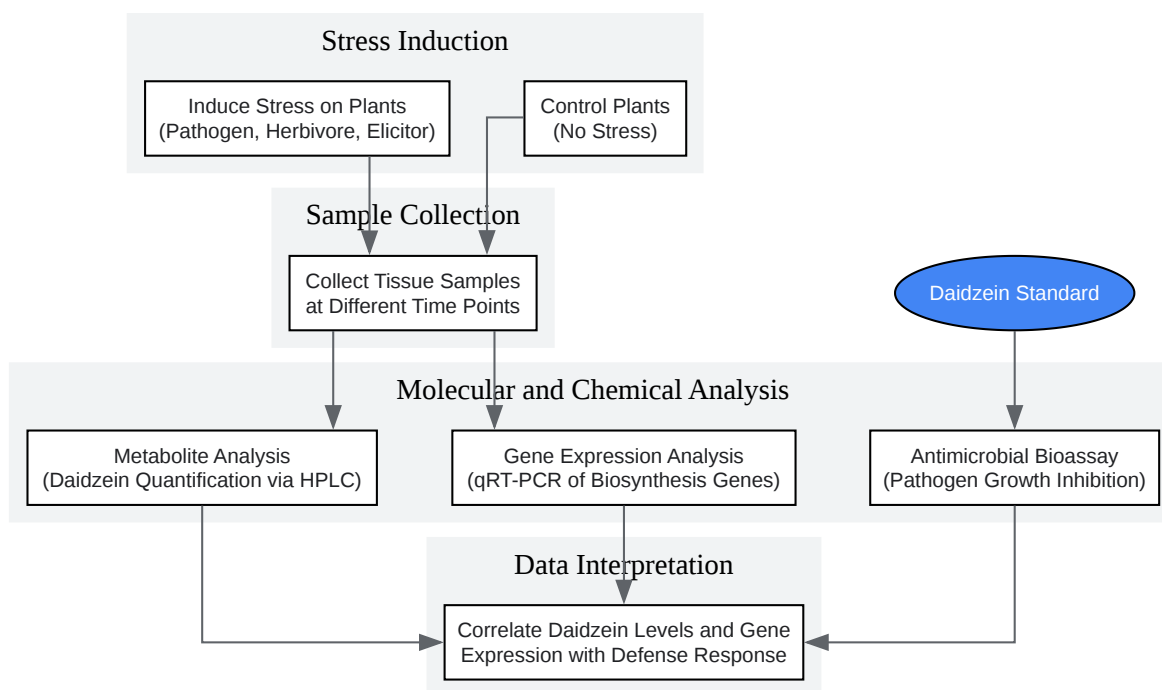 Stress Induction
Induce Stress on Plants
(Pathogen, Herbivore, Elicitor)
Control Plants
(No Stress)
Sample Collection
Collect Tissue Samples
at Different Time Points
Daidzein Standard
Molecular and Chemical Analysis
Metabolite Analysis
(Daidzein Quantification via HPLC)
Gene Expression Analysis
(qRT-PCR of Biosynthesis Genes)
Antimicrobial Bioassay
(Pathogen Growth Inhibition)
Data Interpretation
Correlate Daidzein Levels and Gene
Expression with Defense Response